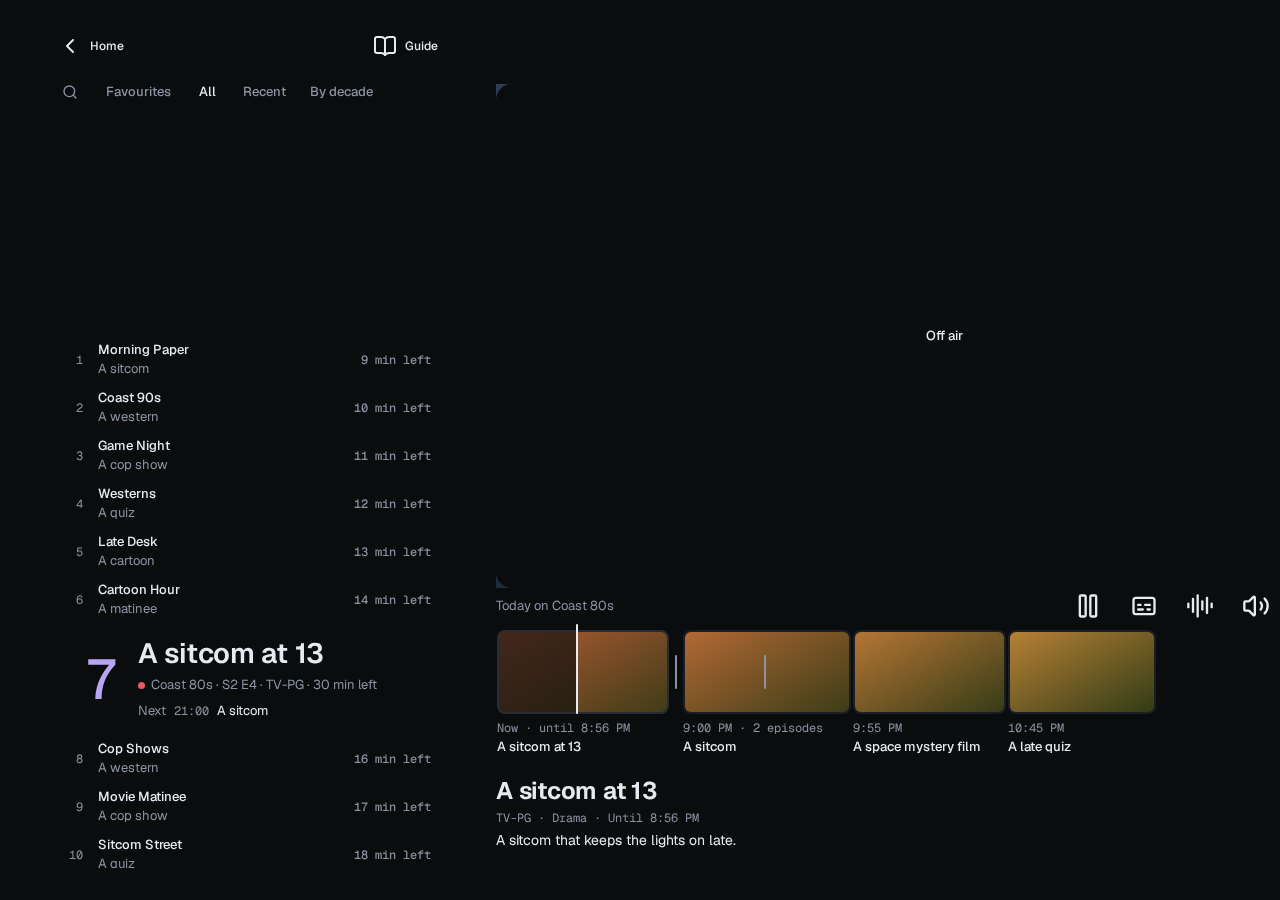 Home
Guide
Favourites
All
Recent
By decade
Off air
1
Morning Paper
A sitcom
9 min left
2
Coast 90s
A western
10 min left
3
Game Night
A cop show
11 min left
4
Westerns
A quiz
12 min left
5
Late Desk
A cartoon
13 min left
6
Cartoon Hour
A matinee
14 min left
7
A sitcom at 13
Coast 80s · S2 E4 · TV-PG · 30 min left
Next 21:00 A sitcom
8
Cop Shows
A western
16 min left
9
Movie Matinee
A cop show
17 min left
10
Sitcom Street
A quiz
18 min left
Today on Coast 80s
Now · until 8:56 PM
A sitcom at 13
9:00 PM · 2 episodes
A sitcom
9:55 PM
A space mystery film
10:45 PM
A late quiz
A sitcom at 13
TV-PG · Drama · Until 8:56 PM
A sitcom that keeps the lights on late.